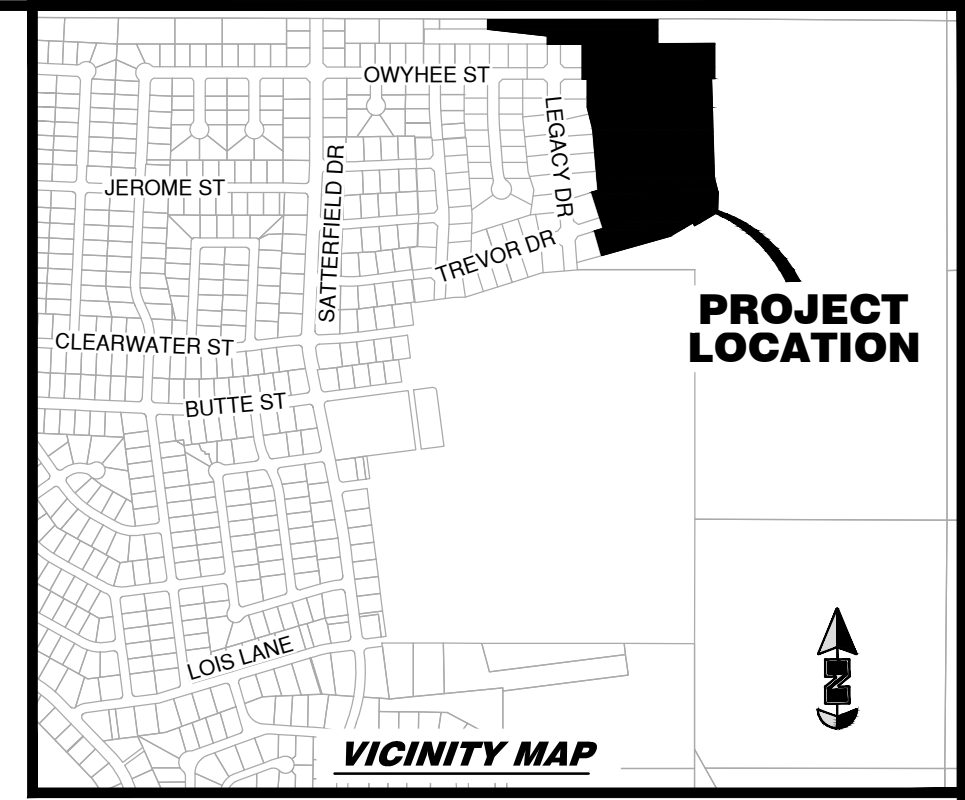 OWYHEE ST
LEGACY DR
JEROME ST
SATTERFIELD DR
TREVOR DR
PROJECT
LOCATION
CLEARWATER ST
BUTTE ST
N
LOIS LANE
VICINITY MAP